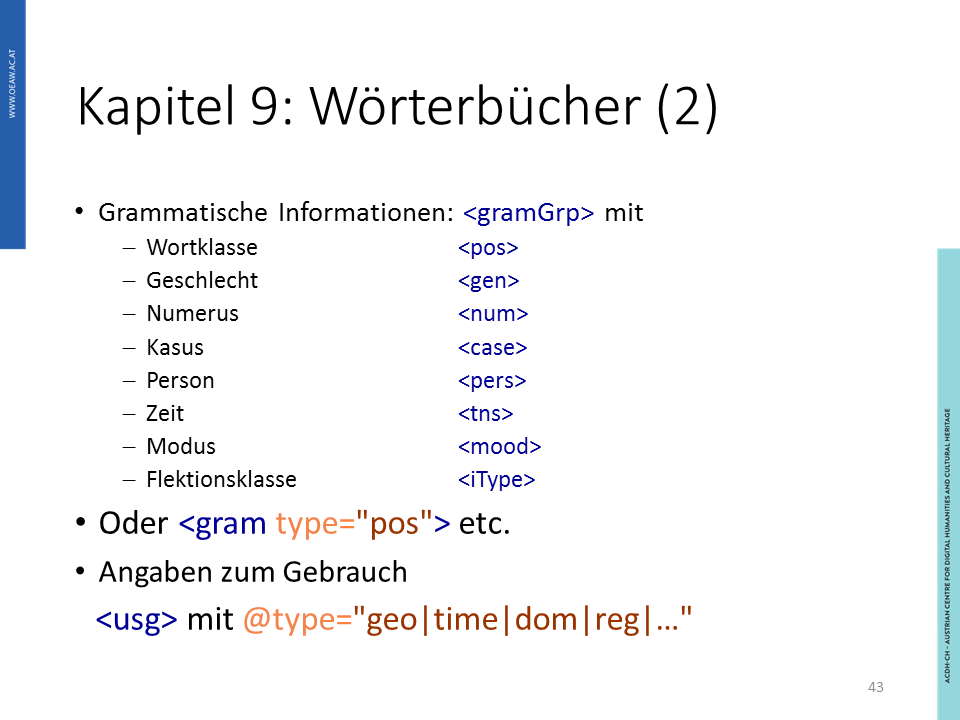 WWW.OEAW.AC.AT
Kapitel 9: Wörterbücher (2)
• Grammatische Informationen: <gramGrp> mit
– Wortklasse <pos>
– Geschlecht <gen>
– Numerus <num>
– Kasus <case>
– Person <pers>
– Zeit <tns>
– Modus <mood>
– Flektionsklasse <iType>
• Oder <gram type="pos"> etc.
• Angaben zum Gebrauch
<usg> mit @type="geo|time|dom|reg|…"
ACDH-CH – AUSTRIAN CENTRE FOR DIGITAL HUMANITIES AND CULTURAL HERITAGE
43